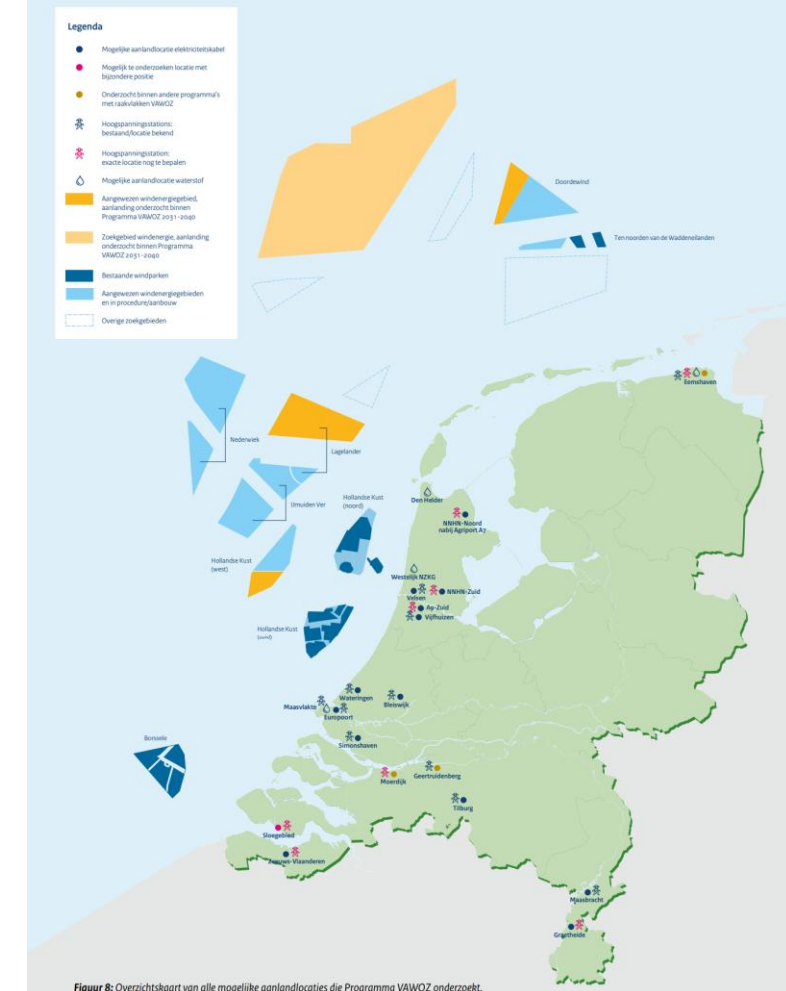 Legenda
Mogelijke aanlandlocatie elektriciteitskabel
Mogelijk te onderzoeken locatie met
bijzondere positie
Onderzocht binnen andere programma's
met raakvlakken VAWOZ
Hoogspanningsstations:
bestaand/locatie bekend
Hoogspanningsstation:
exacte locatie nog te bepalen
Mogelijke aanlandlocatie waterstof
Aangewezen windenergiegebied,
aanlanding onderzocht binnen
Programma VAWOZ 2031-2040
Zoekgebied windenergie, aanlanding
onderzocht binnen Programma
VAWOZ 2031-2040
Bestaande windparken
Aangewezen windenergiegebieden
en in procedure/aanbouw
Overige zoekgebieden
Doordewind
Ten noorden van de Waddeneilanden
Eemshaven
Nederwiek
Lagelander
IJmuiden Ver
Hollandse Kust
(noord)
Den Helder
NNHN-Noord
nabij Agriport A7
Hollandse Kust
(west)
Westelijk NZKG
Velsen
NNHN-Zuid
A9-Zuid
Vijfhuizen
Hollandse Kust
(zuid)
Wateringen
Bleiswijk
Maasvlakte
Europoort
Simonshaven
Borssele
Moerdijk
Geertruidenberg
Tilburg
Sloegebied
Zeeuws-Vlaanderen
Maasbracht
Graetheide
Figuur 8: Overzichtskaart van alle mogelijke aanlandlocaties die Programma VAWOZ onderzoekt.